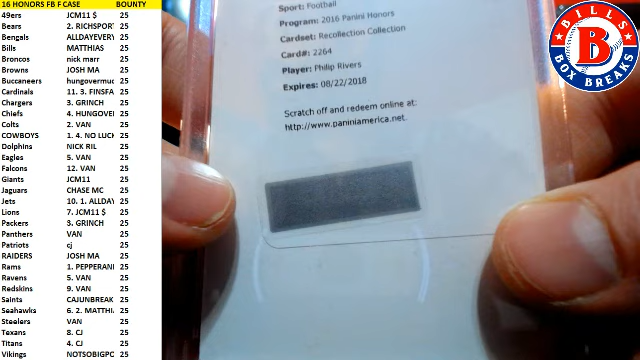 16 HONORS FB F CASE BOUNTY
49ers JCM11 $ 25
Bears 2. RICHSPORT 25
Bengals ALLDAYEVERY 25
Bills MATTHIAS 25
Broncos nick marr 25
Browns JOSH MA 25
Buccaneers hungovermu 25
Cardinals 11. 3. FINSFA 25
Chargers 3. GRINCH 25
Chiefs 4. HUNGOVE 25
Colts 2. VAN 25
COWBOYS 1. 4. NO LUCK 25
Dolphins NICK RIL 25
Eagles 5. VAN 25
Falcons 12. VAN 25
Giants JCM11 25
Jaguars CHASE MC 25
Jets 10. 1. ALLDAY 25
Lions 7. JCM11 $ 25
Packers 3. GRINCH 25
Panthers VAN 25
Patriots cj 25
RAIDERS JOSH MA 25
Rams 1. PEPPERANI 25
Ravens 5. VAN 25
Redskins 9. VAN 25
Saints CAJUNBREAK 25
Seahawks 6. 2. MATTHI 25
Steelers VAN 25
Texans 8. CJ 25
Titans 4. CJ 25
Vikings NOTSOBIGPO 25
Sport: Football
Program: 2016 Panini Honors
Cardset: Recollection Collection
Card#: 2264
Player: Philip Rivers
Expires: 08/22/2018
Scratch off and redeem online at:
http://www.paniniamerica.net.
BILLS
B
BOX BREAKS